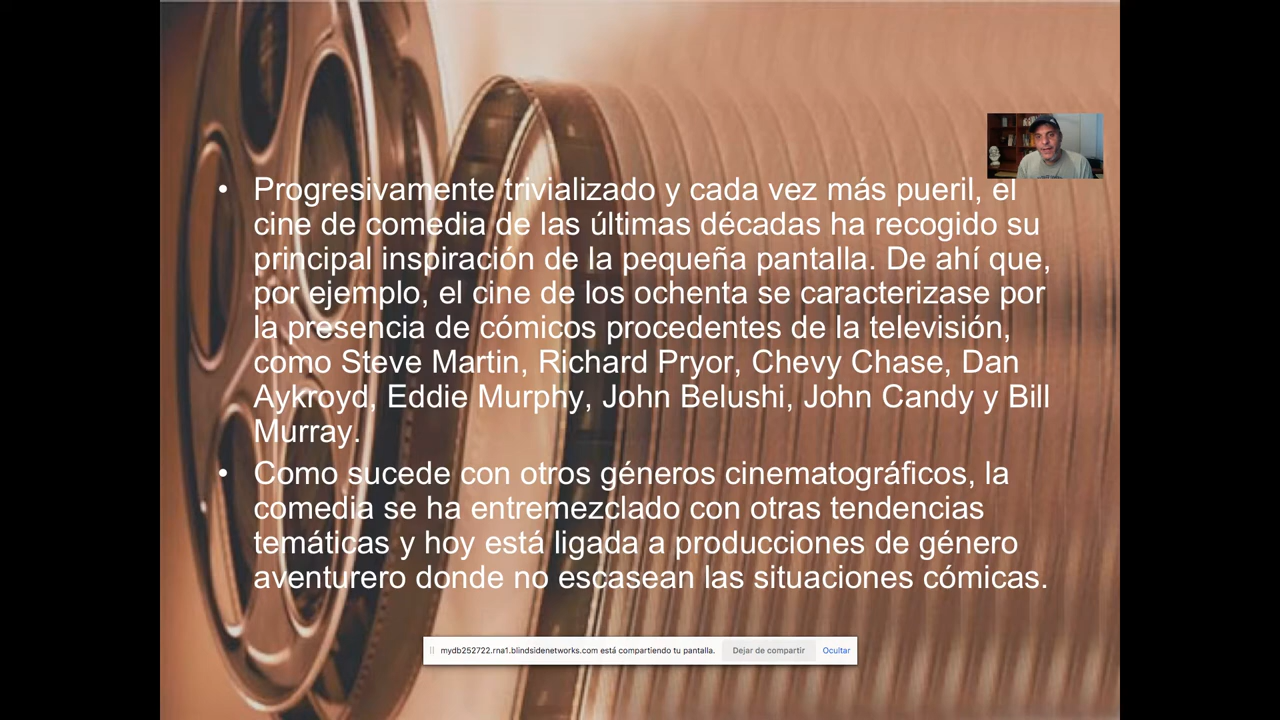 • Progresivamente trivializado y cada vez más pueril, el
cine de comedia de las últimas décadas ha recogido su
principal inspiración de la pequeña pantalla. De ahí que,
por ejemplo, el cine de los ochenta se caracterizase por
la presencia de cómicos procedentes de la televisión,
como Steve Martin, Richard Pryor, Chevy Chase, Dan
Aykroyd, Eddie Murphy, John Belushi, John Candy y Bill
Murray.
• Como sucede con otros géneros cinematográficos, la
comedia se ha entremezclado con otras tendencias
temáticas y hoy está ligada a producciones de género
aventurero donde no escasean las situaciones cómicas.
mydb252722.rna1.blindsidenetworks.com está compartiendo tu pantalla. Dejar de compartir Ocultar